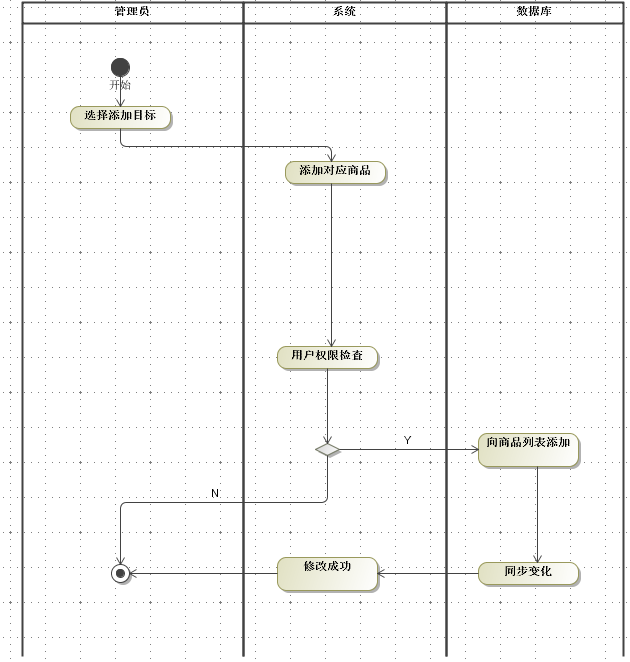 管理员
系统
数据库
开始
选择添加目标
添加对应商品
用户权限检查
Y
向商品列表添加
N
修改成功
同步变化